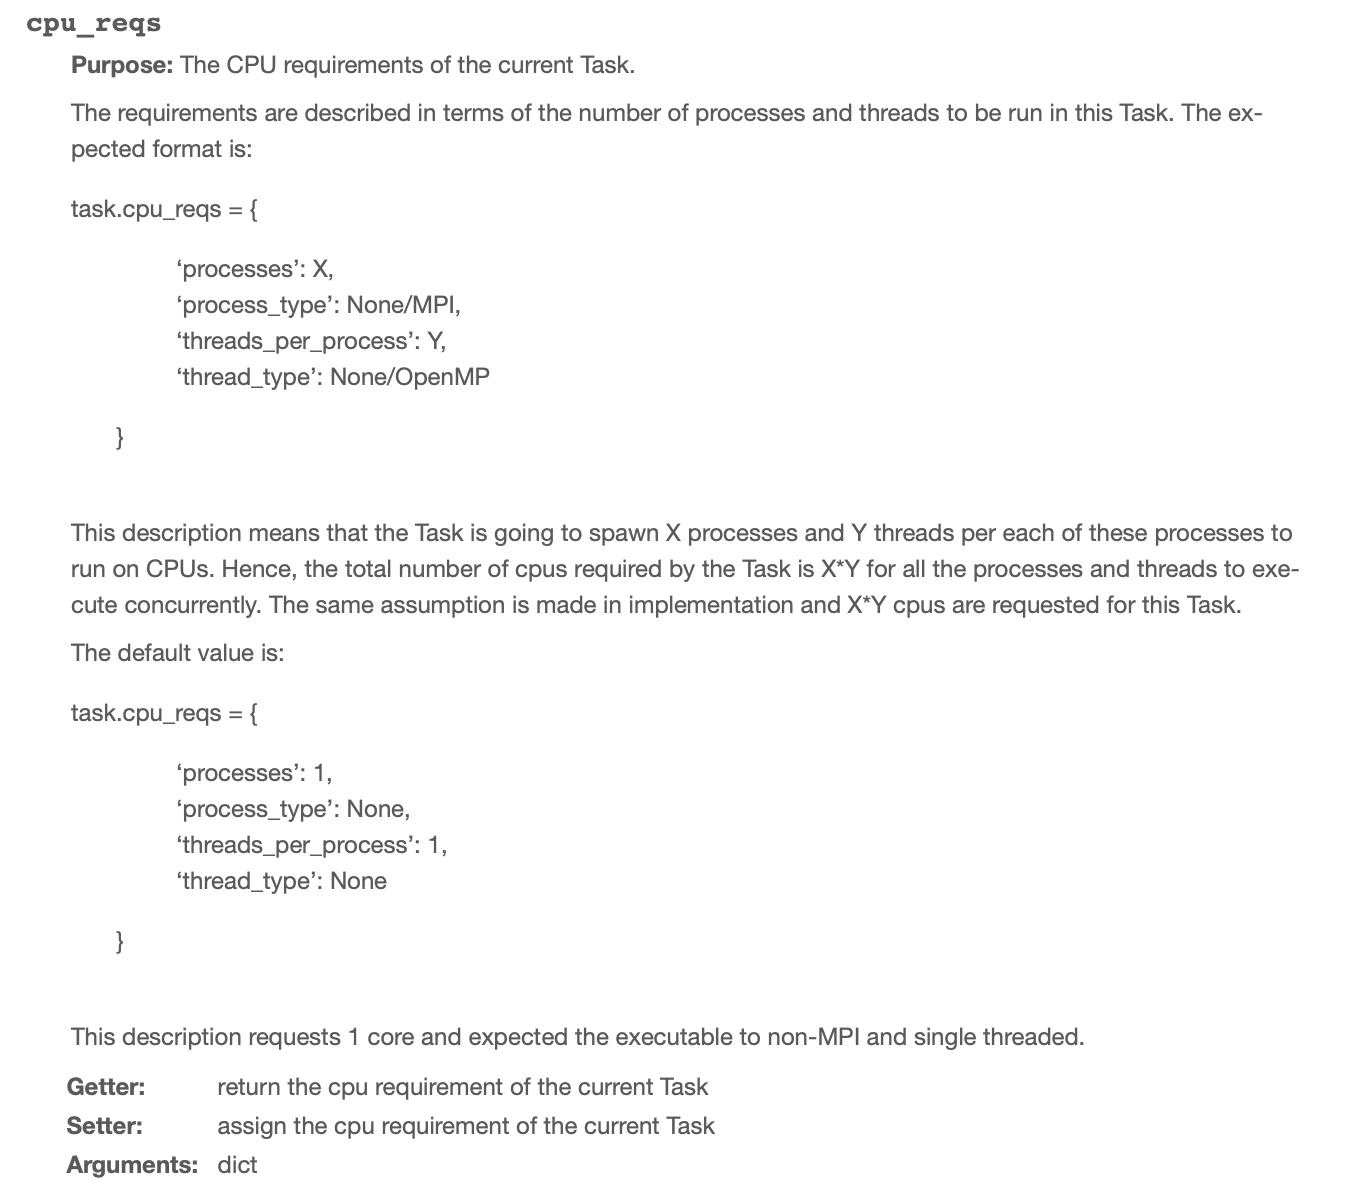 cpu_reqs
Purpose: The CPU requirements of the current Task.
The requirements are described in terms of the number of processes and threads to be run in this Task. The ex-
pected format is:
task.cpu_reqs = {
‘processes’: X,
‘process_type’: None/MPI,
‘threads_per_process’: Y,
‘thread_type’: None/OpenMP
}
This description means that the Task is going to spawn X processes and Y threads per each of these processes to
run on CPUs. Hence, the total number of cpus required by the Task is X*Y for all the processes and threads to exe-
cute concurrently. The same assumption is made in implementation and X*Y cpus are requested for this Task.
The default value is:
task.cpu_reqs = {
‘processes’: 1,
‘process_type’: None,
‘threads_per_process’: 1,
‘thread_type’: None
}
This description requests 1 core and expected the executable to non-MPI and single threaded.
Getter: return the cpu requirement of the current Task
Setter: assign the cpu requirement of the current Task
Arguments: dict